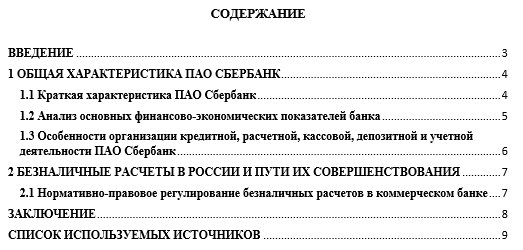 СОДЕРЖАНИЕ
ВВЕДЕНИЕ ..... 3
1 ОБЩАЯ ХАРАКТЕРИСТИКА ПАО СБЕРБАНК ..... 4
1.1 Краткая характеристика ПАО Сбербанк ..... 4
1.2 Анализ основных финансово-экономических показателей банка ..... 5
1.3 Особенности организации кредитной, расчетной, кассовой, депозитной и учетной
деятельности ПАО Сбербанк ..... 6
2 БЕЗНАЛИЧНЫЕ РАСЧЕТЫ В РОССИИ И ПУТИ ИХ СОВЕРШЕНСТВОВАНИЯ ..... 7
2.1 Нормативно-правовое регулирование безналичных расчетов в коммерческом банке .... 7
ЗАКЛЮЧЕНИЕ ..... 8
СПИСОК ИСПОЛЬЗУЕМЫХ ИСТОЧНИКОВ ..... 9